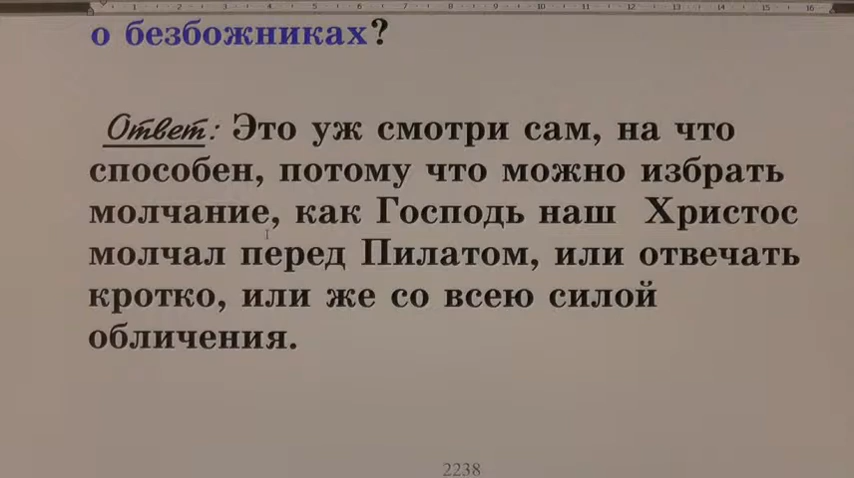 о безбожниках?
Ответ: Это уж смотри сам, на что
способен, потому что можно избрать
молчание, как Господь наш Христос
молчал перед Пилатом, или отвечать
кротко, или же со всею силой
обличения.
2238